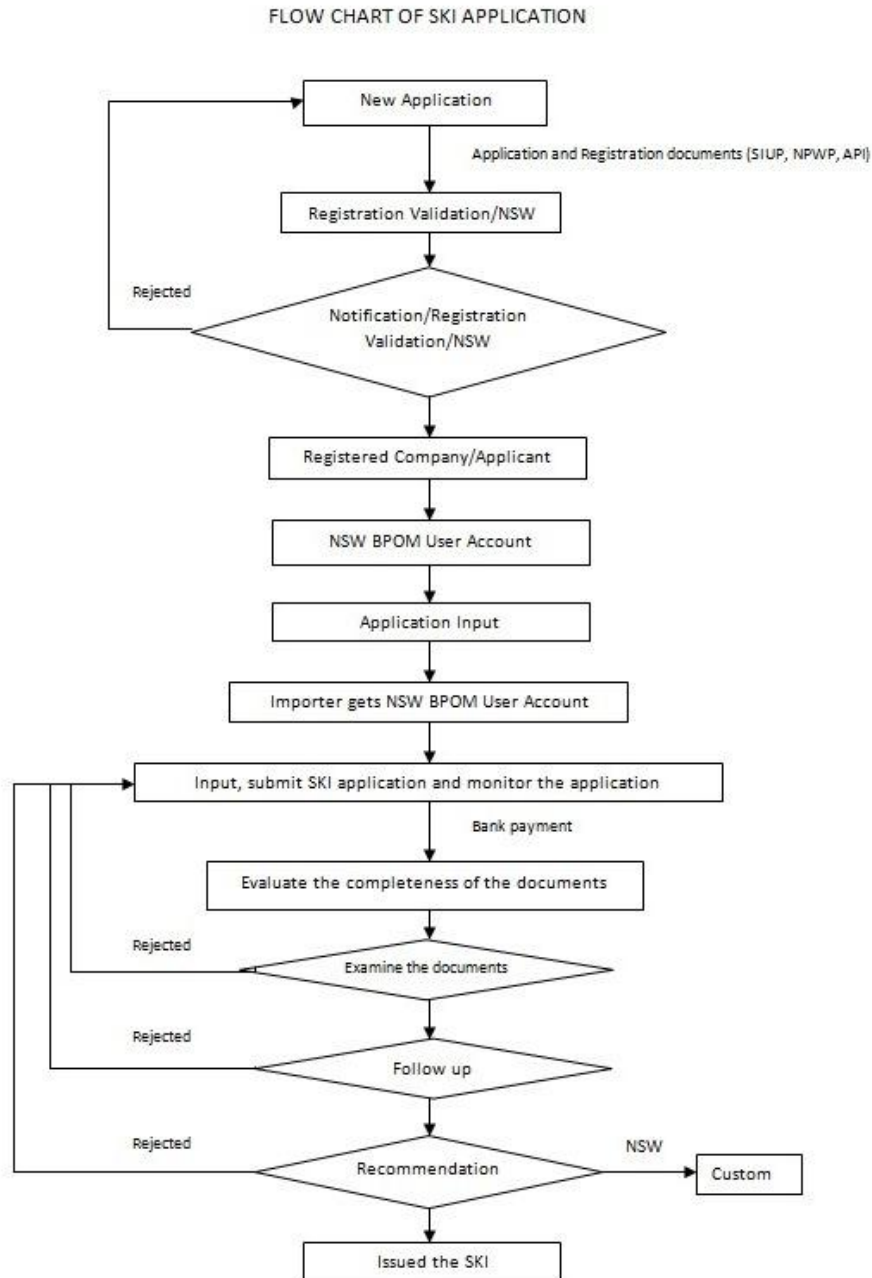 FLOW CHART OF SKI APPLICATION
New Application
Application and Registration documents (SIUP, NPWP, API)
Registration Validation/NSW
Rejected
Notification/Registration
Validation/NSW
Registered Company/Applicant
NSW BPOM User Account
Application Input
Importer gets NSW BPOM User Account
Input, submit SKI application and monitor the application
Bank payment
Evaluate the completeness of the documents
Rejected
Examine the documents
Rejected
Follow up
Rejected
Recommendation
NSW
Custom
Issued the SKI